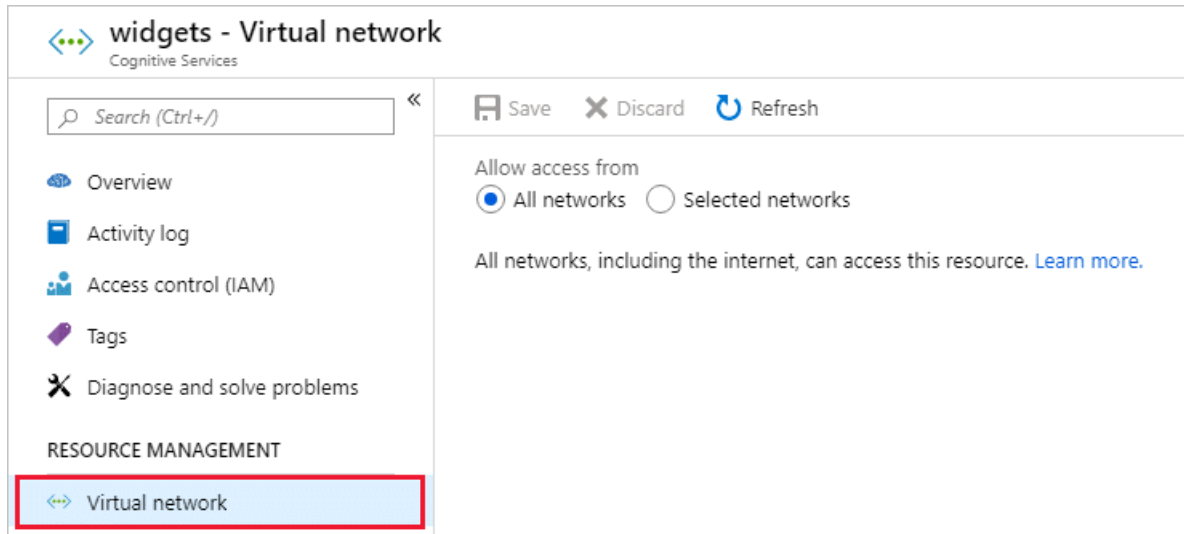 widgets - Virtual network
Cognitive Services
Search (Ctrl+/)
Overview
Activity log
Access control (IAM)
Tags
Diagnose and solve problems
RESOURCE MANAGEMENT
Virtual network
Save Discard Refresh
Allow access from
All networks Selected networks
All networks, including the internet, can access this resource. Learn more.